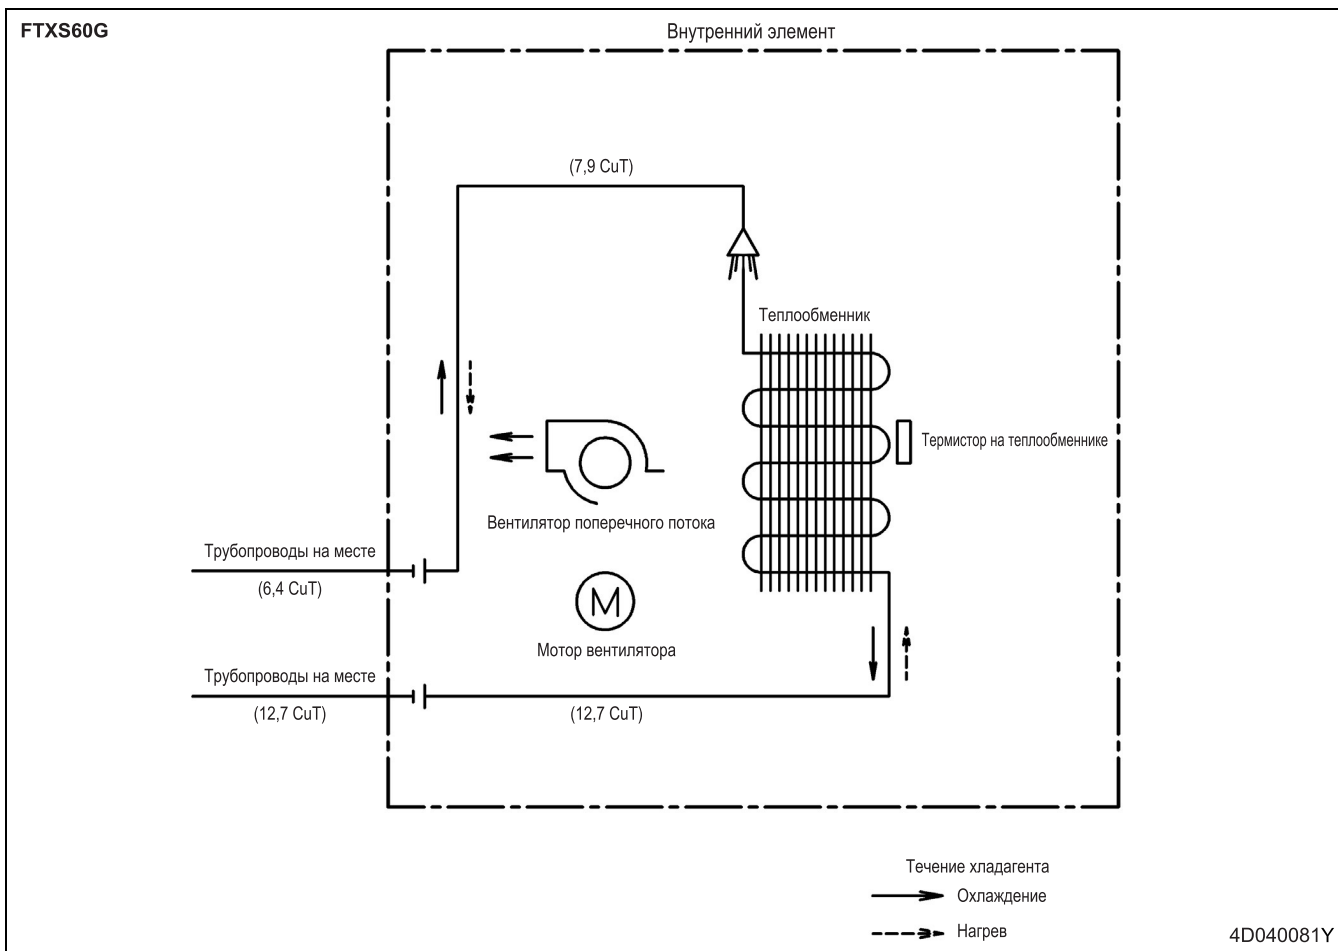 FTXS60G
Внутренний элемент
(7,9 CuT)
Теплообменник
Термистор на теплообменнике
Вентилятор поперечного потока
Трубопроводы на месте
(6,4 CuT)
M
Мотор вентилятора
Трубопроводы на месте
(12,7 CuT)
(12,7 CuT)
Течение хладагента
Охлаждение
Нагрев
4D040081Y